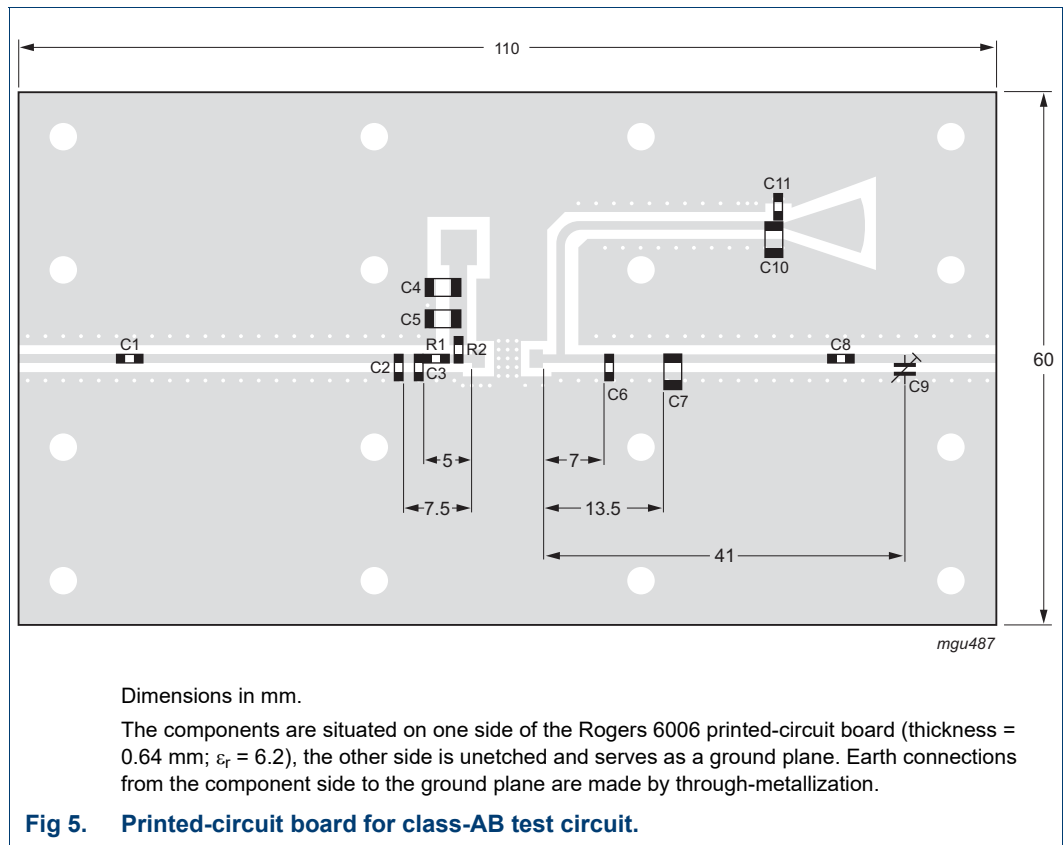 110
C11
C10
C4
C5
C1
R1
R2
C8
60
C2
C3
C6
C7
C9
5
7
7.5
13.5
41
mgu487
Dimensions in mm.
The components are situated on one side of the Rogers 6006 printed-circuit board (thickness =
0.64 mm; εr = 6.2), the other side is unetched and serves as a ground plane. Earth connections
from the component side to the ground plane are made by through-metallization.
Fig 5. Printed-circuit board for class-AB test circuit.